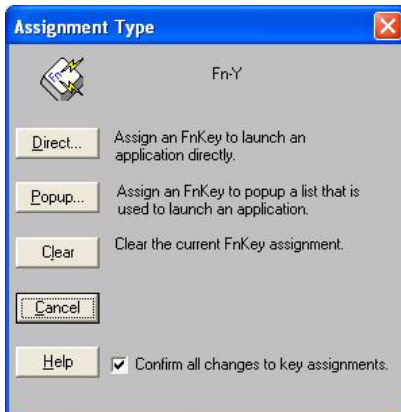 Assignment Type
Fn
Fn-Y
Direct...
Assign an FnKey to launch an
application directly.
Popup...
Assign an FnKey to popup a list that is
used to launch an application.
Clear
Clear the current FnKey assignment.
Cancel
Help
Confirm all changes to key assignments.